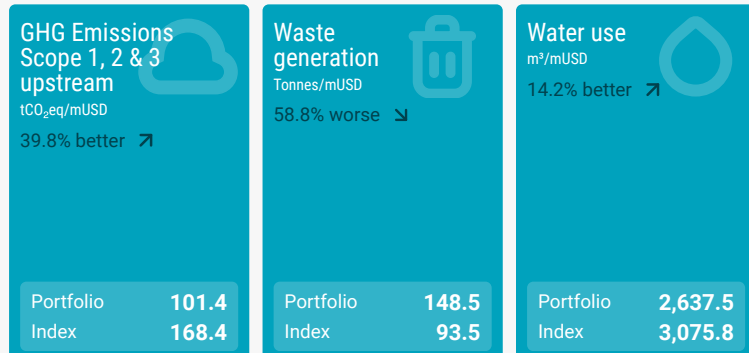 GHG Emissions
Scope 1, 2 & 3
upstream
tCO₂eq/mUSD
39.8% better
Portfolio 101.4
Index 168.4
Waste
generation
Tonnes/mUSD
58.8% worse
Portfolio 148.5
Index 93.5
Water use
m³/mUSD
14.2% better
Portfolio 2,637.5
Index 3,075.8